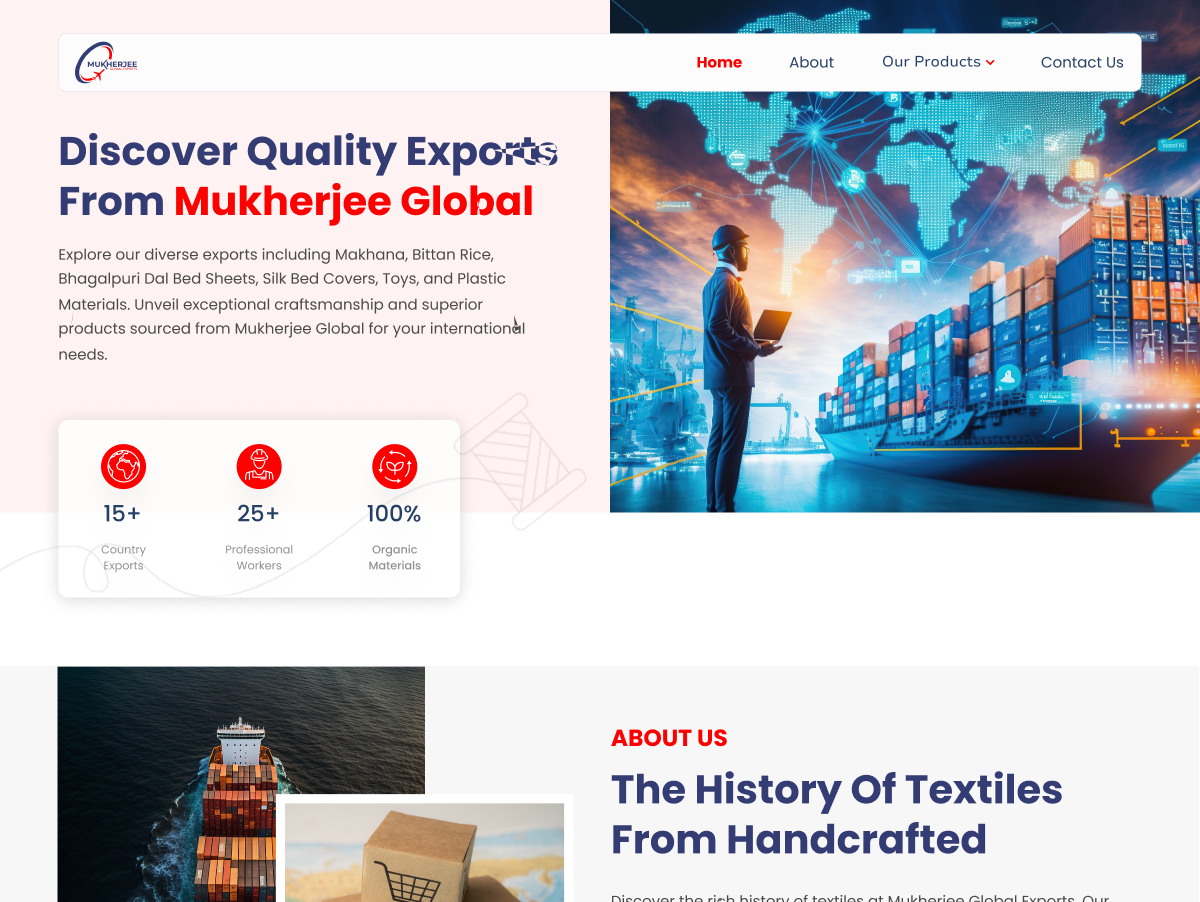 MUKHERJEE
GLOBAL EXPORTS
Home
About
Our Products
Contact Us
Discover Quality Exports
From Mukherjee Global
Explore our diverse exports including Makhana, Bittan Rice,
Bhagalpuri Dal Bed Sheets, Silk Bed Covers, Toys, and Plastic
Materials. Unveil exceptional craftsmanship and superior
products sourced from Mukherjee Global for your international
needs.
15+
25+
100%
Country
Exports
Professional
Workers
Organic
Materials
ABOUT US
The History Of Textiles
From Handcrafted
Discover the rich history of textiles at Mukherjee Global Exports. Our